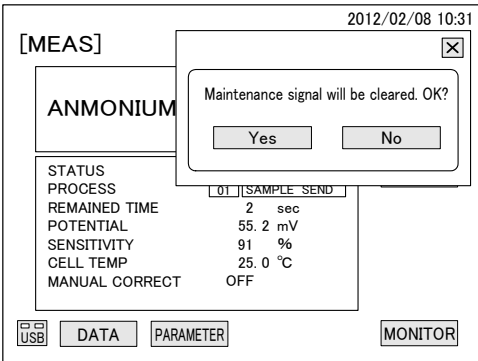 2012/02/08 10:31
[MEAS]
Maintenance signal will be cleared. OK?
Yes No
ANMONIUM
STATUS
PROCESS 01 SAMPLE SEND
REMAINED TIME 2 sec
POTENTIAL 55.2 mV
SENSITIVITY 91 %
CELL TEMP 25.0 °C
MANUAL CORRECT OFF
USB DATA PARAMETER MONITOR